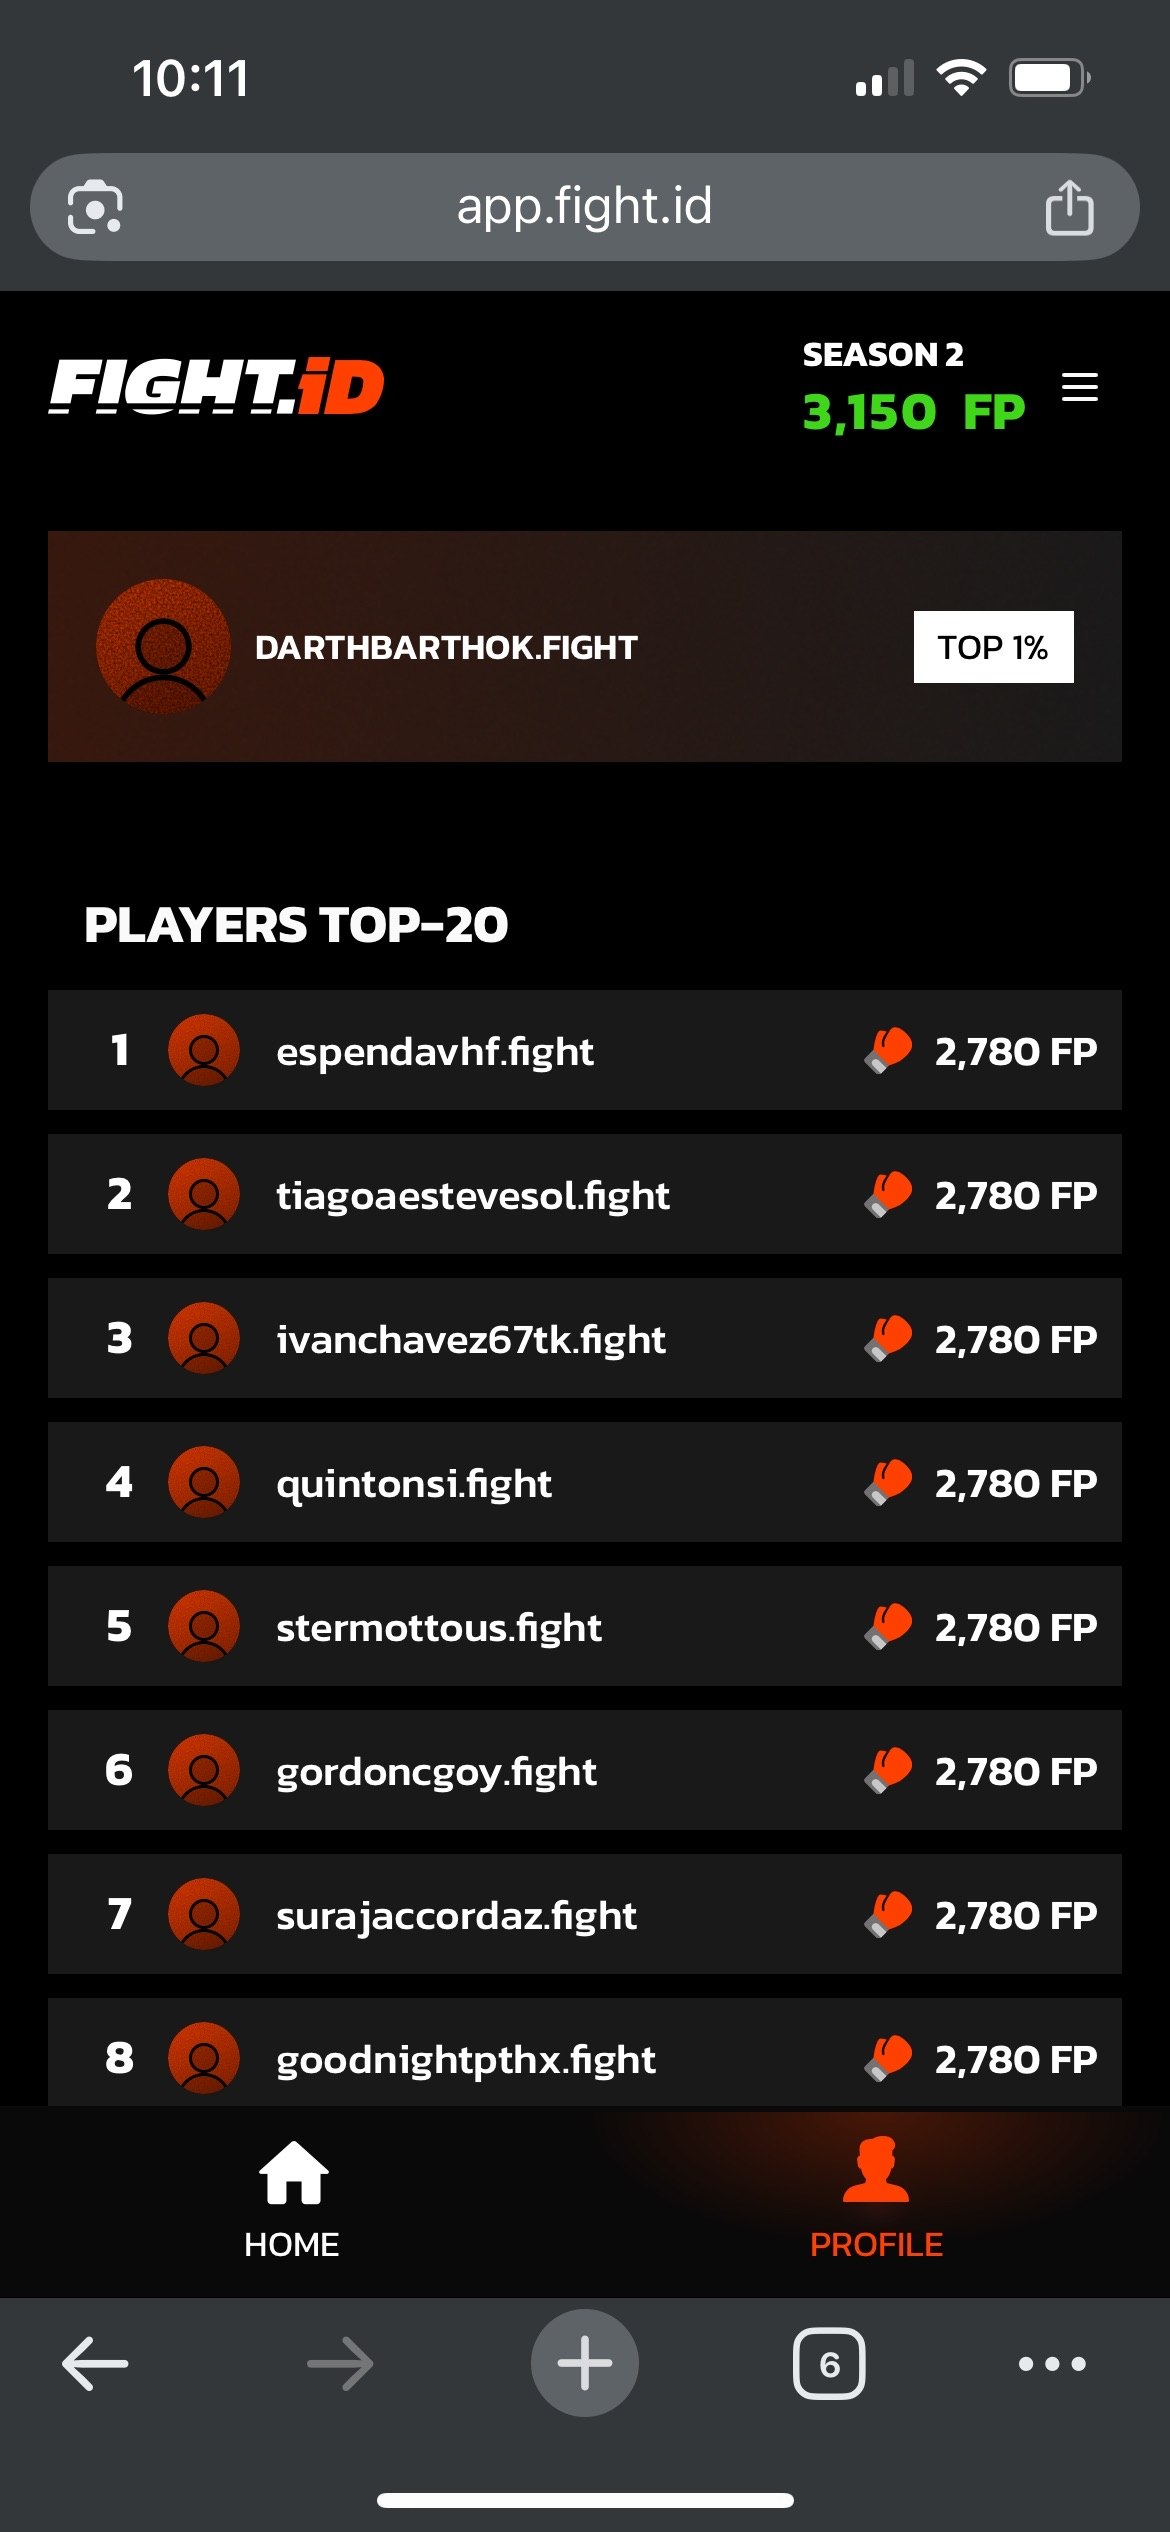 10:11
app.fight.id
FIGHT.iD
SEASON 2
3,150 FP
DARTHBARTHOK.FIGHT
TOP 1%
PLAYERS TOP-20
1 espendavhf.fight 2,780 FP
2 tiagoaestevesol.fight 2,780 FP
3 ivanchavez67tk.fight 2,780 FP
4 quintonsi.fight 2,780 FP
5 stermottous.fight 2,780 FP
6 gordoncgoy.fight 2,780 FP
7 surajaccordaz.fight 2,780 FP
8 goodnightpthx.fight 2,780 FP
HOME PROFILE
6